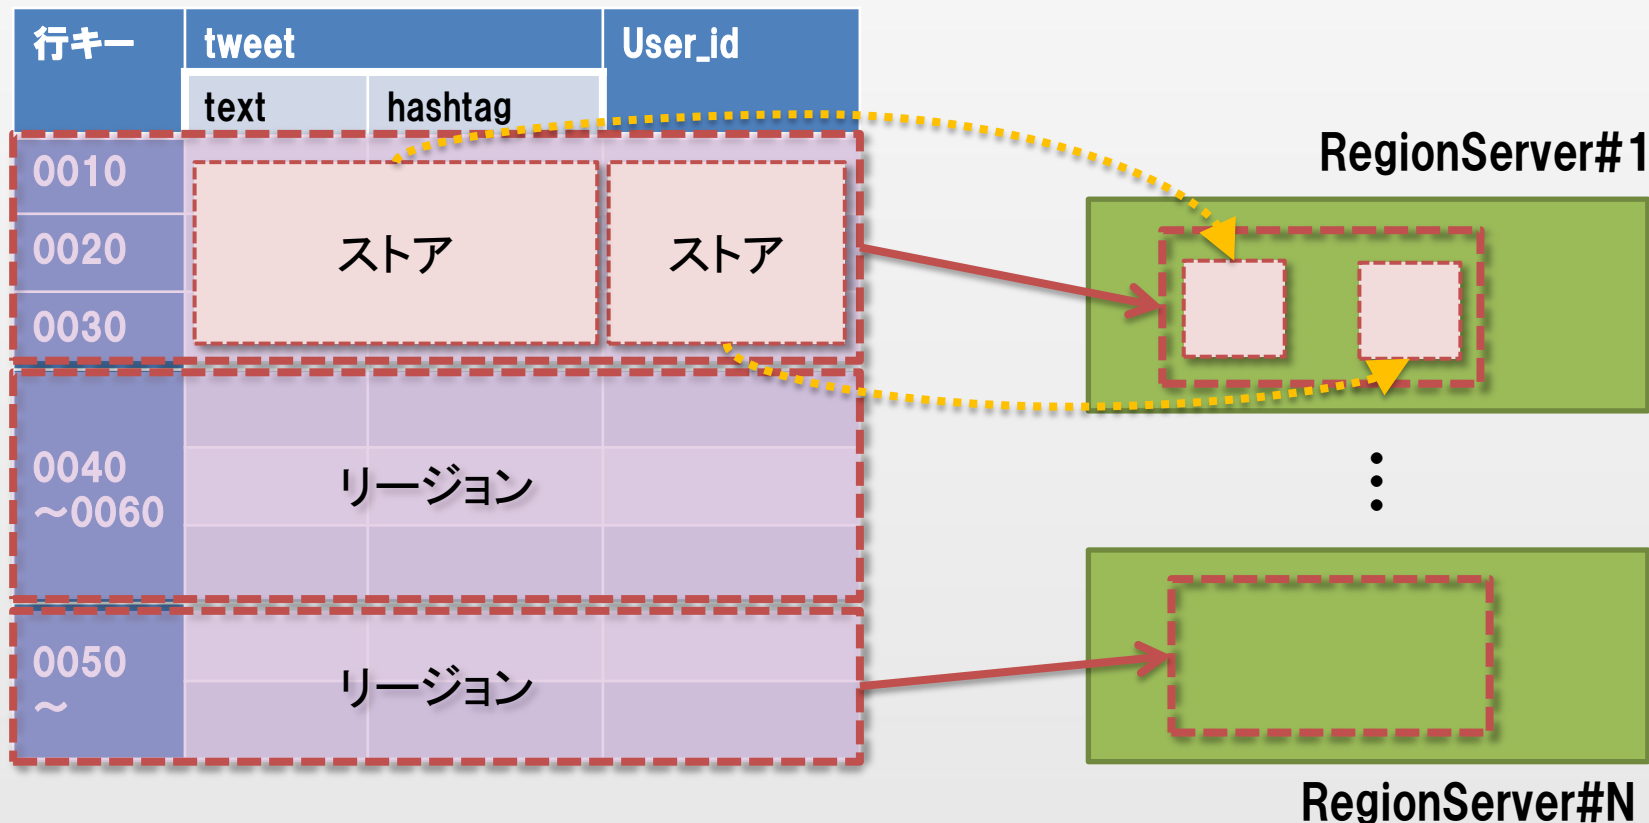 行キー
tweet
User_id
text
hashtag
RegionServer#1
0010
0020
0030
ストア
ストア
0040
～0060
リージョン
0050
～
リージョン
RegionServer#N